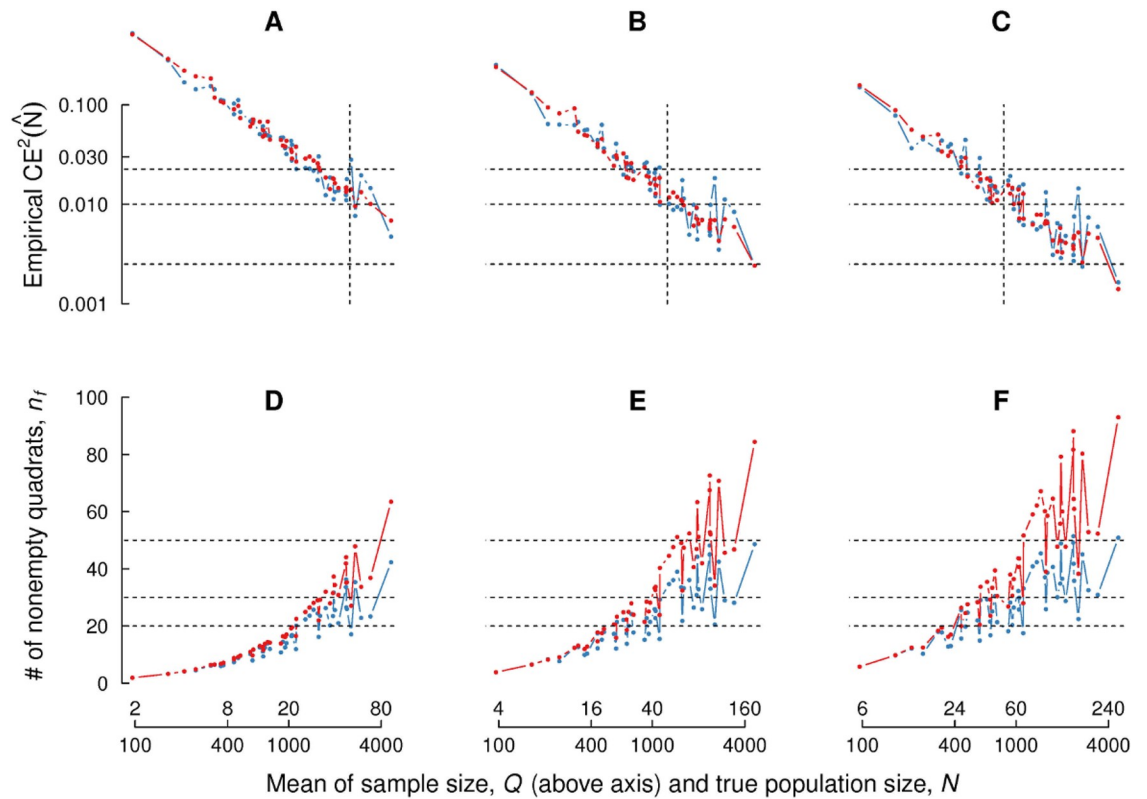 A B C
Empirical CE²(N̂)
0.100
0.030
0.010
0.001
D E F
# of nonempty quadrats, nf
100
80
60
40
20
0
2 8 20 80 4 16 40 160 6 24 60 240
100 400 1000 4000 100 400 1000 4000 100 400 1000 4000
Mean of sample size, Q (above axis) and true population size, N